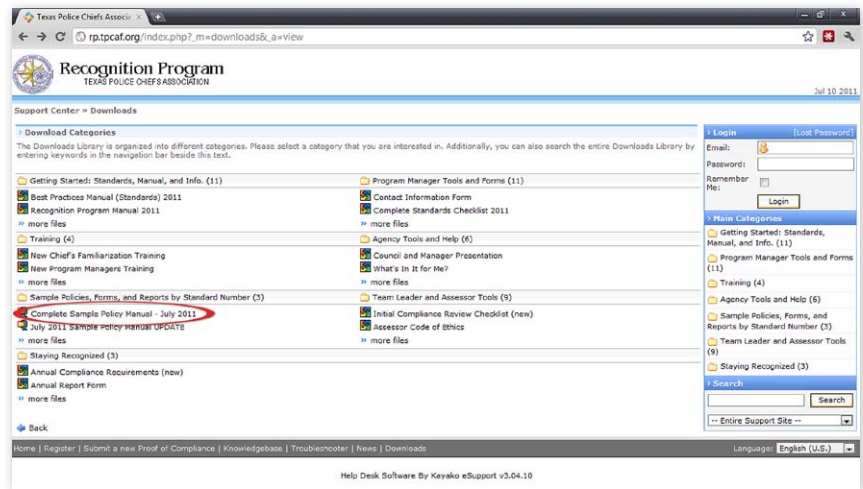 Texas Police Chiefs Associa
rp.tpcaf.org/index.php?_m=downloads&_a=view
Recognition Program
TEXAS POLICE CHIEFS ASSOCIATION
Jul 10 2011
Support Center » Downloads
Download Categories
The Downloads Library is organized into different categories. Please select a category that you are interested in. Additionally, you can also search the entire Downloads Library by
entering keywords in the navigation bar beside this text.
Getting Started: Standards, Manual, and Info. (11)
Best Practices Manual (Standards) 2011
Recognition Program Manual 2011
» more files
Program Manager Tools and Forms (11)
Contact Information Form
Complete Standards Checklist 2011
» more files
Training (4)
New Chief's Familianization Training
New Program Managers Training
» more files
Agency Tools and Help (6)
Council and Manager Presentation
What's In It for Me?
» more files
Sample Policies, Forms, and Reports by Standard Number (3)
Complete Sample Policy Manual - July 2011
July 2011 Sample Policy Manual UPDATE
» more files
Team Leader and Assessor Tools (9)
Initial Compliance Review Checklist (new)
Assessor Code of Ethics
» more files
Staying Recognized (3)
Annual Compliance Requirements (new)
Annual Report Form
» more files
Back
Login [Lost Password]
Email:
Password:
Remember
Me:
Login
Main Categories
Getting Started: Standards,
Manual, and Info. (11)
Program Manager Tools and Forms
(11)
Training (4)
Agency Tools and Help (6)
Sample Policies, Forms, and
Reports by Standard Number (3)
Team Leader and Assessor Tools
(9)
Staying Recognized (3)
Search
Search
-- Entire Support Site --
Home | Register | Submit a new Proof of Compliance | Knowledgebase | Troubleshooter | News | Downloads
Language: English (U.S.)
Help Desk Software By Kayako eSupport v3.04.10